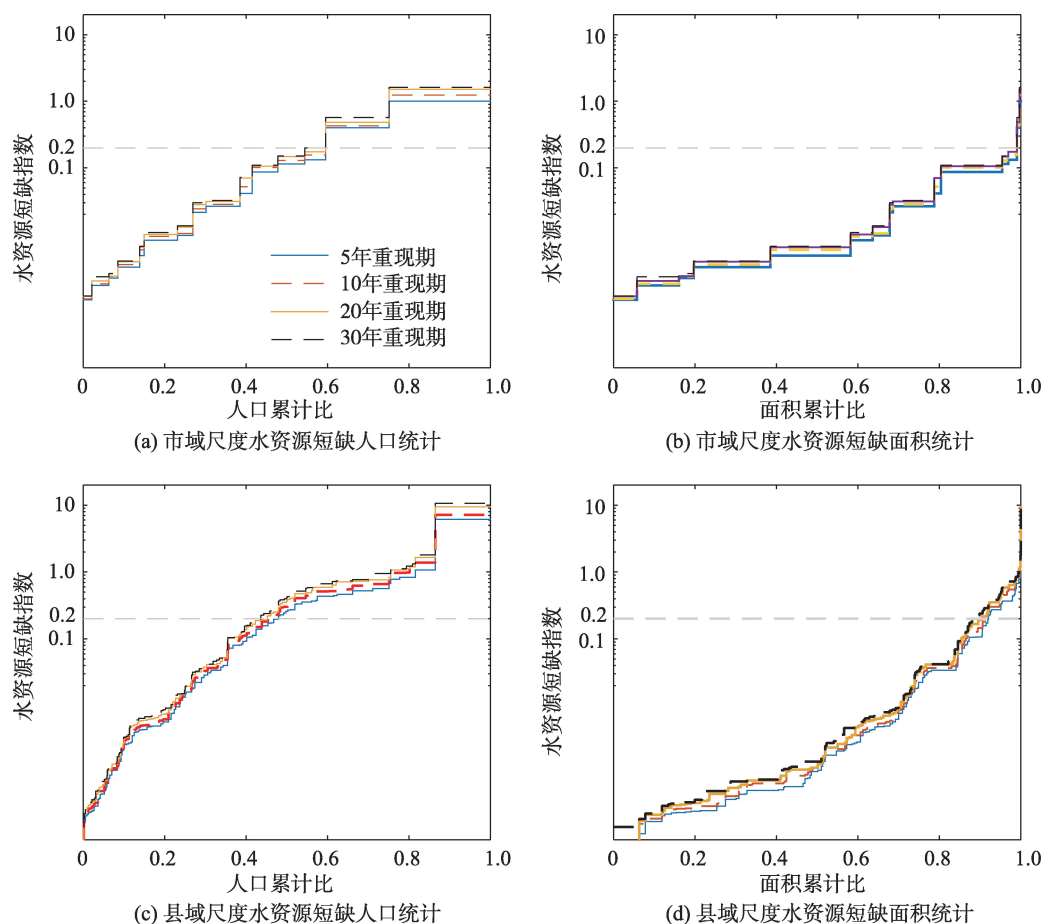 10
1.0
0.2
0.1
水资源短缺指数
5年重现期
10年重现期
20年重现期
30年重现期
0 0.2 0.4 0.6 0.8 1.0
人口累计比
(a) 市域尺度水资源短缺人口统计
10
1.0
0.2
0.1
水资源短缺指数
0 0.2 0.4 0.6 0.8 1.0
面积累计比
(b) 市域尺度水资源短缺面积统计
10
1.0
0.2
0.1
水资源短缺指数
0 0.2 0.4 0.6 0.8 1.0
人口累计比
(c) 县域尺度水资源短缺人口统计
10
1.0
0.2
0.1
水资源短缺指数
0 0.2 0.4 0.6 0.8 1.0
面积累计比
(d) 县域尺度水资源短缺面积统计